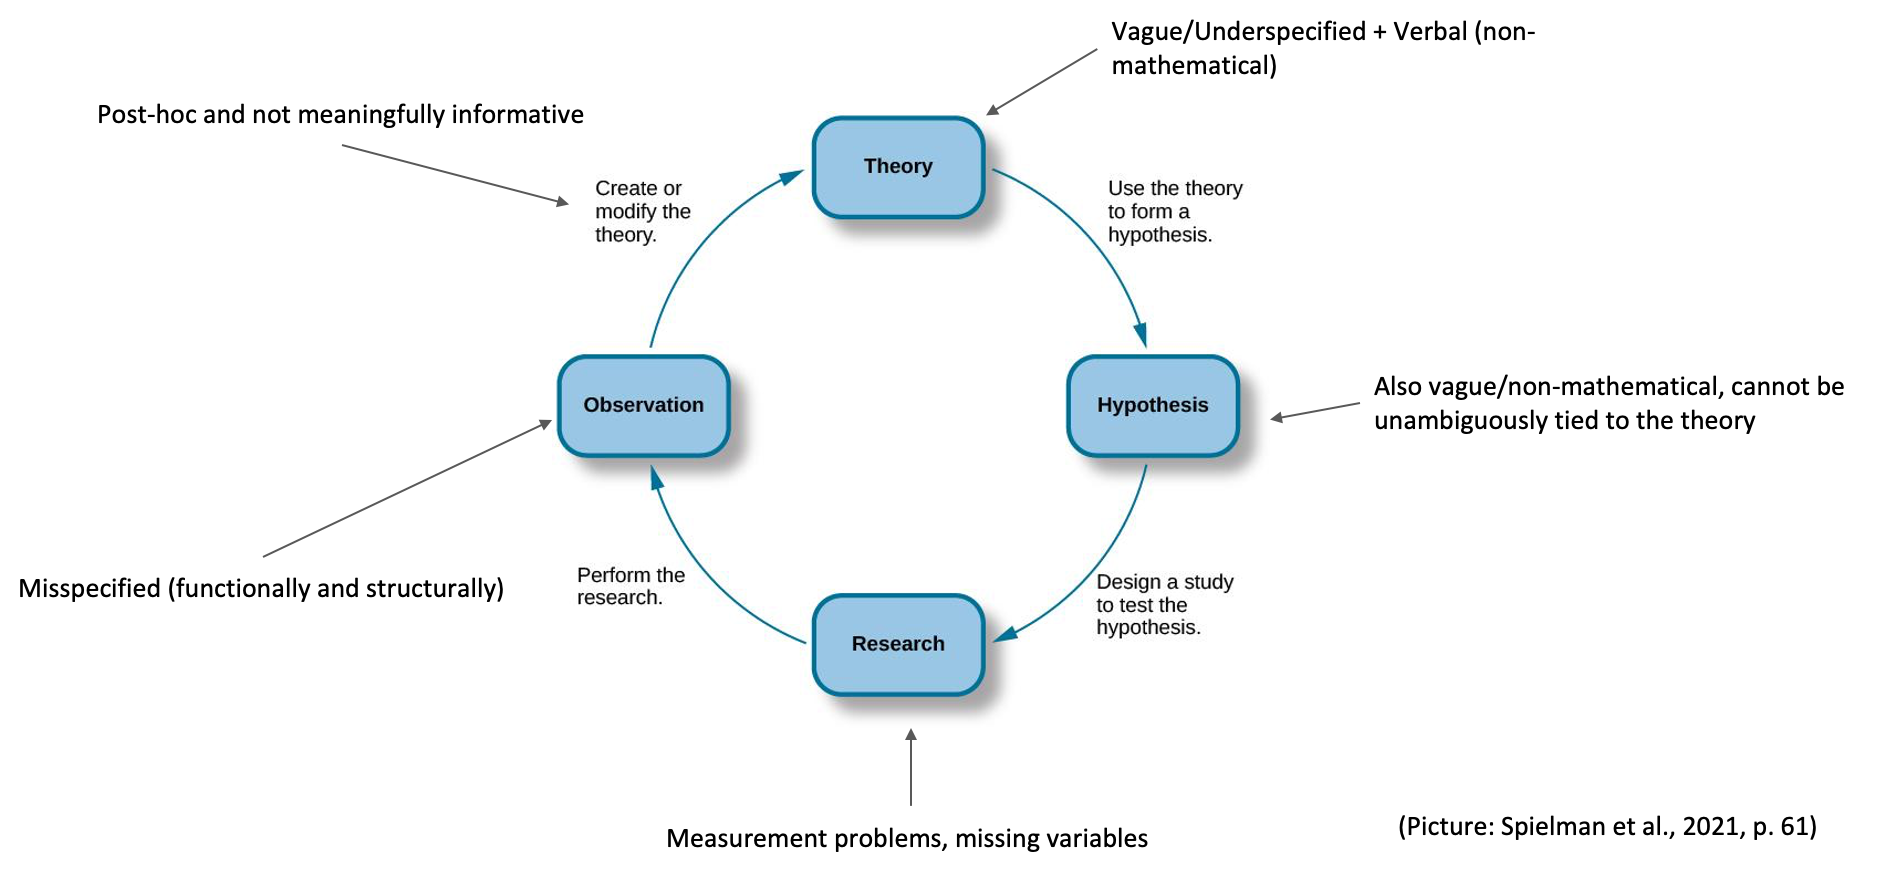 Vague/Underspecified + Verbal (non-
mathematical)
Post-hoc and not meaningfully informative
Theory
Create or
modify the
theory.
Use the theory
to form a
hypothesis.
Observation
Hypothesis
Also vague/non-mathematical, cannot be
unambiguously tied to the theory
Misspecified (functionally and structurally)
Perform the
research.
Design a study
to test the
hypothesis.
Research
Measurement problems, missing variables
(Picture: Spielman et al., 2021, p. 61)